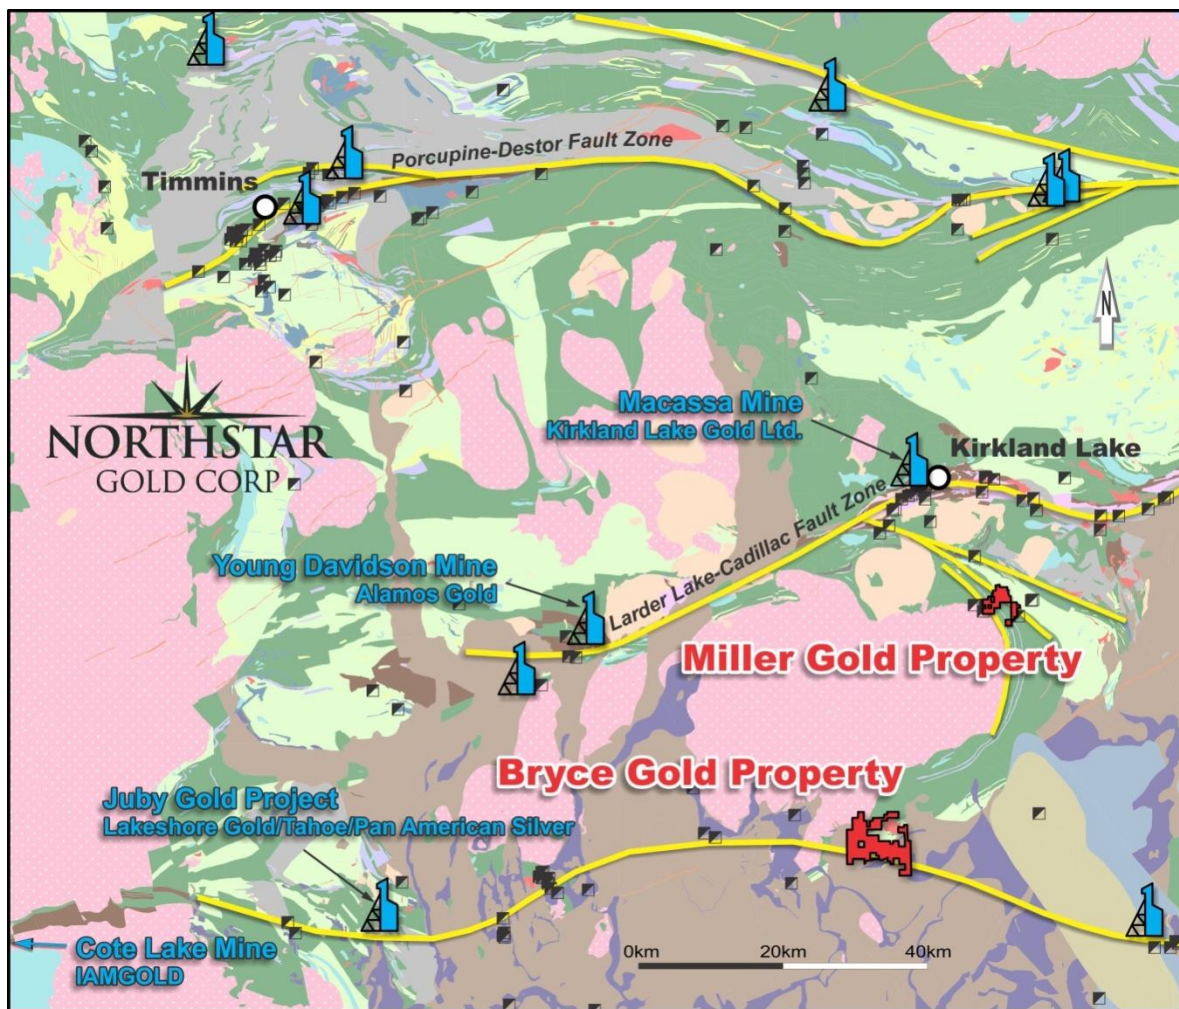 Porcupine-Destor Fault Zone
Timmins
N
NORTHSTAR
GOLD CORP
Macassa Mine
Kirkland Lake Gold Ltd.
Kirkland Lake
Larder Lake-Cadillac Fault Zone
Young Davidson Mine
Alamos Gold
Miller Gold Property
Bryce Gold Property
Juby Gold Project
Lakeshore Gold/Tahoe/Pan American Silver
Cote Lake Mine
IAMGOLD
0km 20km 40km